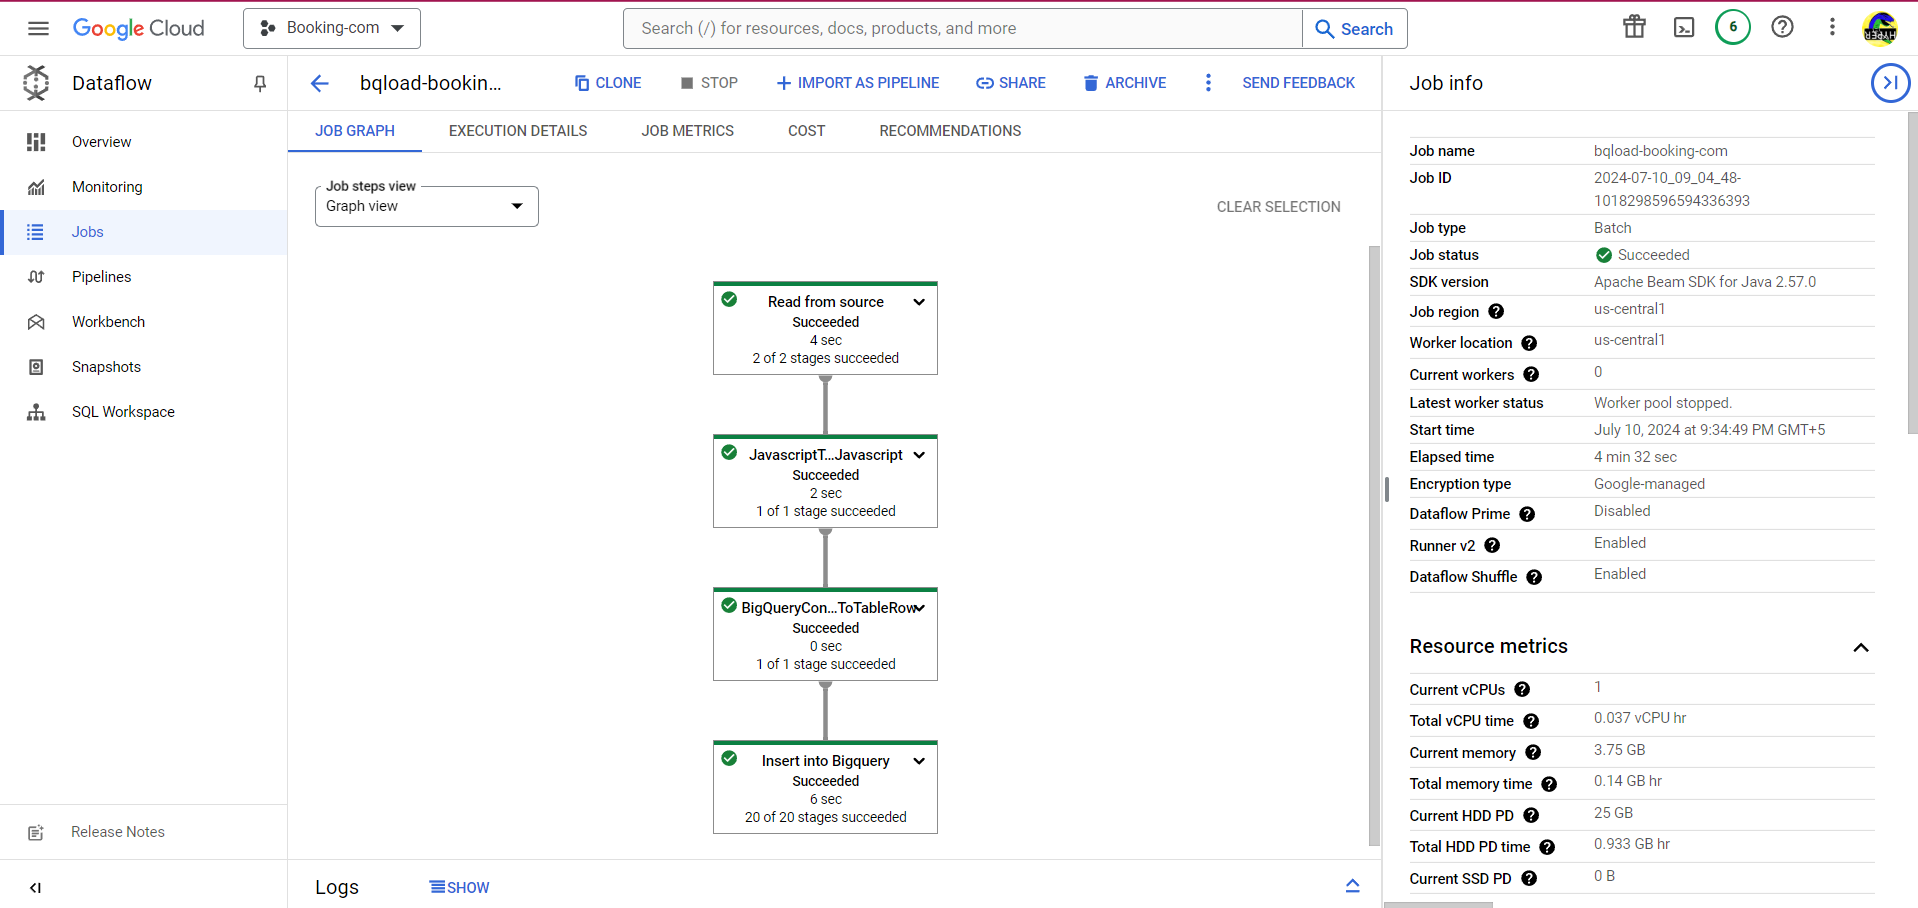 Google Cloud
Booking-com
Search (/) for resources, docs, products, and more
Search
6
HYPER
Dataflow
bqload-bookin...
CLONE
STOP
IMPORT AS PIPELINE
SHARE
ARCHIVE
SEND FEEDBACK
Job info
Overview
Monitoring
Jobs
Pipelines
Workbench
Snapshots
SQL Workspace
Release Notes
JOB GRAPH
EXECUTION DETAILS
JOB METRICS
COST
RECOMMENDATIONS
Job steps view
Graph view
CLEAR SELECTION
Read from source
Succeeded
4 sec
2 of 2 stages succeeded
JavascriptT...Javascript
Succeeded
2 sec
1 of 1 stage succeeded
BigQueryCon...ToTableRow
Succeeded
0 sec
1 of 1 stage succeeded
Insert into Bigquery
Succeeded
6 sec
20 of 20 stages succeeded
Logs
SHOW
Job name bqload-booking-com
Job ID 2024-07-10_09_04_48-
1018298596594336393
Job type Batch
Job status Succeeded
SDK version Apache Beam SDK for Java 2.57.0
Job region us-central1
Worker location us-central1
Current workers 0
Latest worker status Worker pool stopped.
Start time July 10, 2024 at 9:34:49 PM GMT+5
Elapsed time 4 min 32 sec
Encryption type Google-managed
Dataflow Prime Disabled
Runner v2 Enabled
Dataflow Shuffle Enabled
Resource metrics
Current vCPUs 1
Total vCPU time 0.037 vCPU hr
Current memory 3.75 GB
Total memory time 0.14 GB hr
Current HDD PD 25 GB
Total HDD PD time 0.933 GB hr
Current SSD PD 0 B